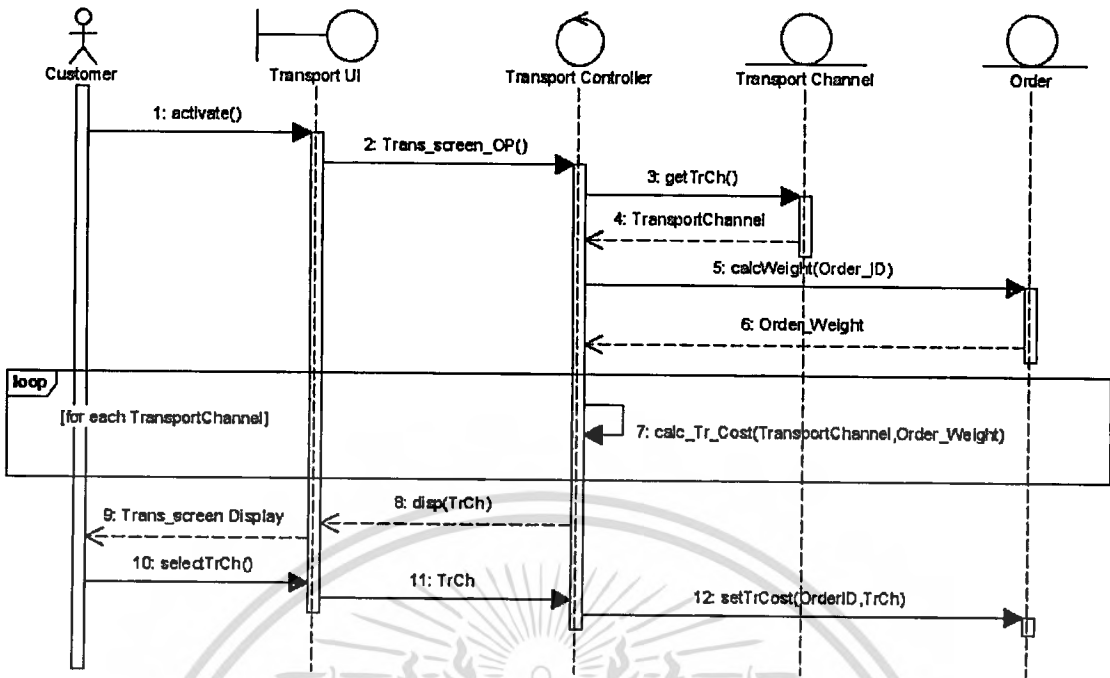 Customer
Transport UI
Transport Controller
Transport Channel
Order
1: activate()
2: Trans_screen_OP()
3: getTrCh()
4: TransportChannel
5: calcWeight(Order_ID)
6: Order_Weight
loop
[for each TransportChannel]
7: calc_Tr_Cost(TransportChannel,Order_Weight)
8: disp(TrCh)
9: Trans_screen Display
10: selectTrCh()
11: TrCh
12: setTrCost(OrderID,TrCh)